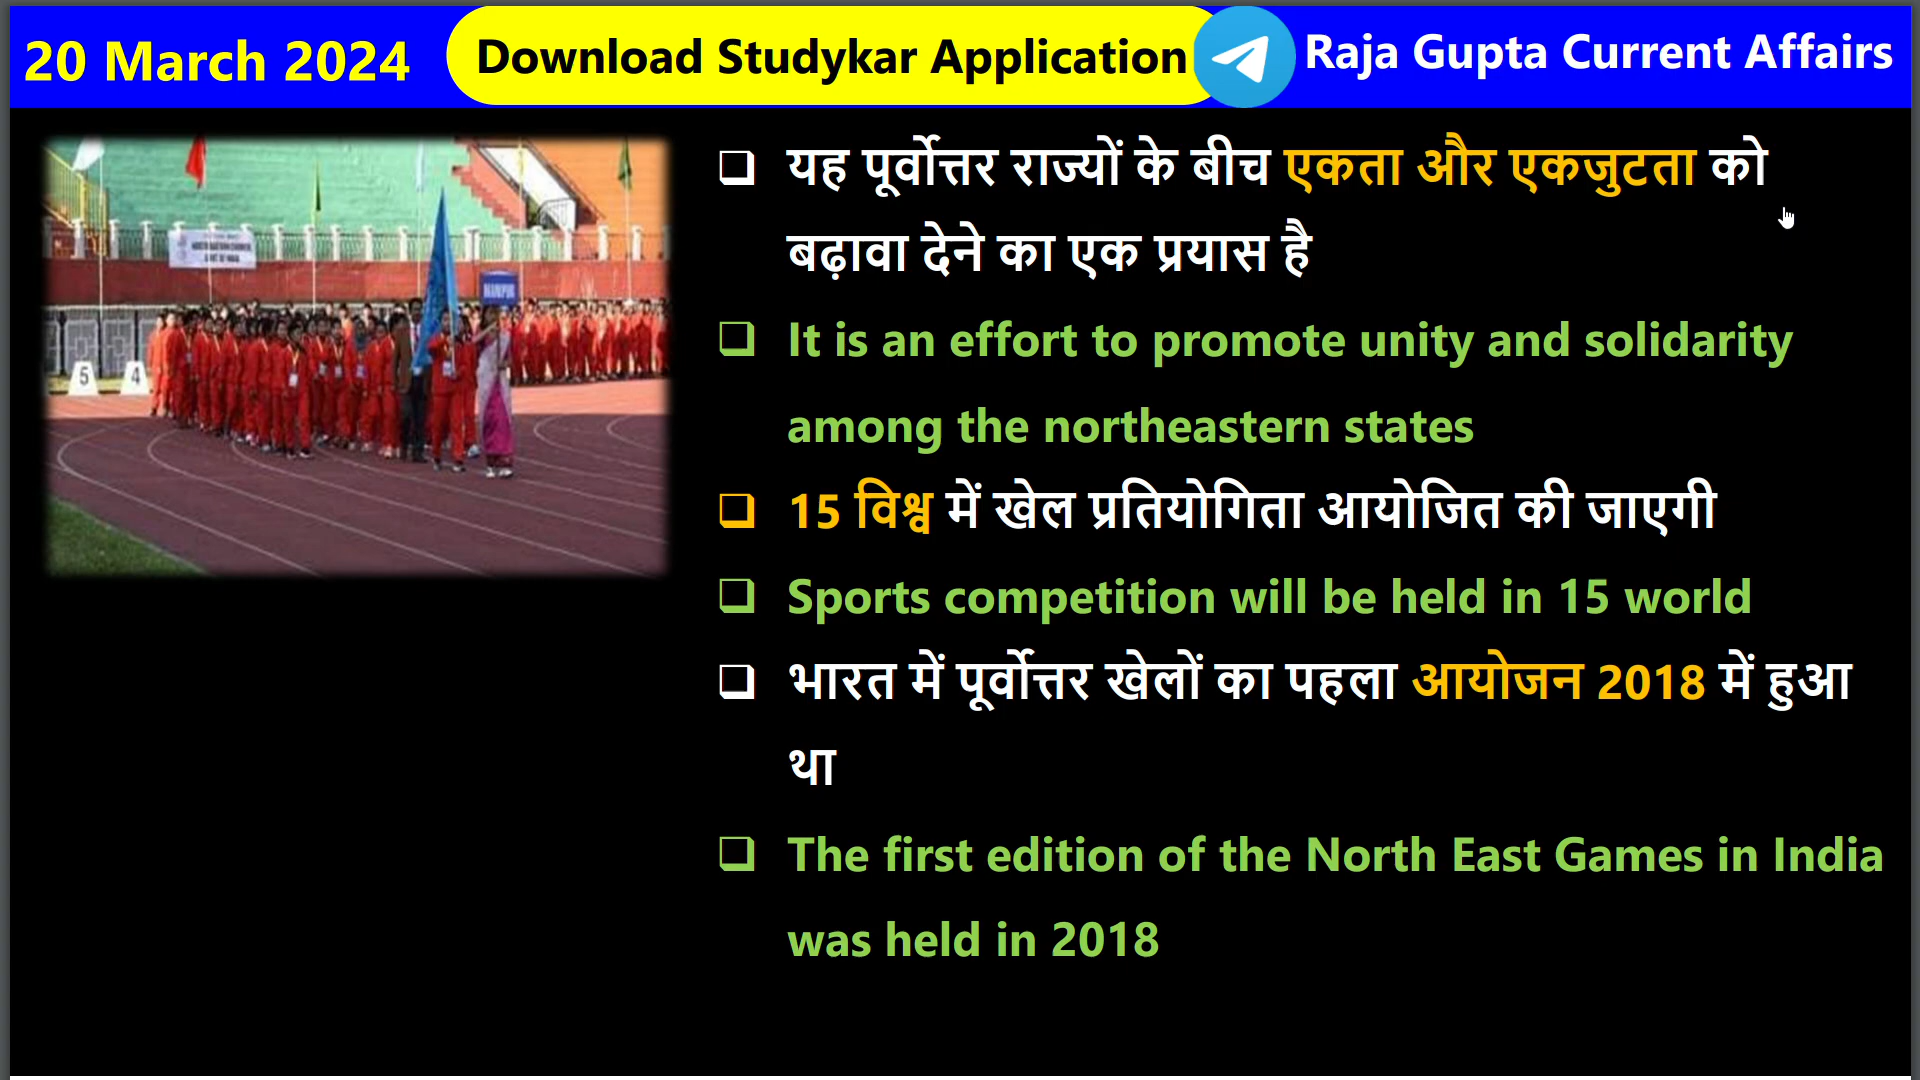 20 March 2024
Download Studykar Application
Raja Gupta Current Affairs
यह पूर्वोत्तर राज्यों के बीच एकता और एकजुटता को
बढ़ावा देने का एक प्रयास है
It is an effort to promote unity and solidarity
among the northeastern states
15 विश्व में खेल प्रतियोगिता आयोजित की जाएगी
Sports competition will be held in 15 world
भारत में पूर्वोत्तर खेलों का पहला आयोजन 2018 में हुआ
था
The first edition of the North East Games in India
was held in 2018
MANIPUR
5
4